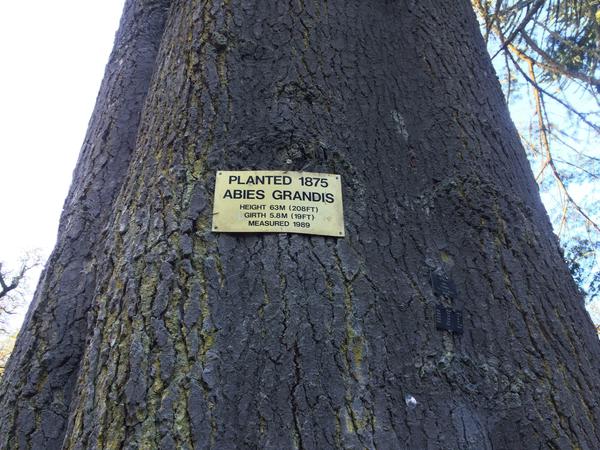 PLANTED 1875
ABIES GRANDIS
HEIGHT 63M (208FT)
GIRTH 5.8M (19FT)
MEASURED 1989